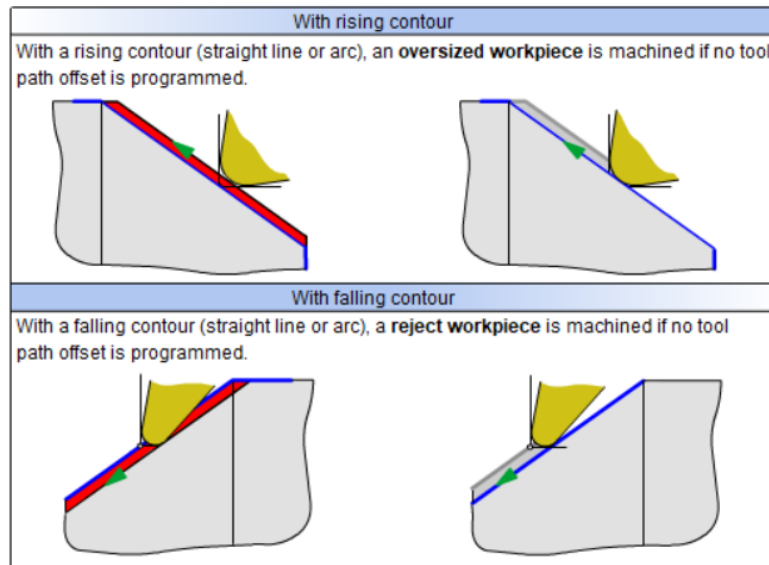 With rising contour
With a rising contour (straight line or arc), an oversized workpiece is machined if no tool
path offset is programmed.
With falling contour
With a falling contour (straight line or arc), a reject workpiece is machined if no tool
path offset is programmed.